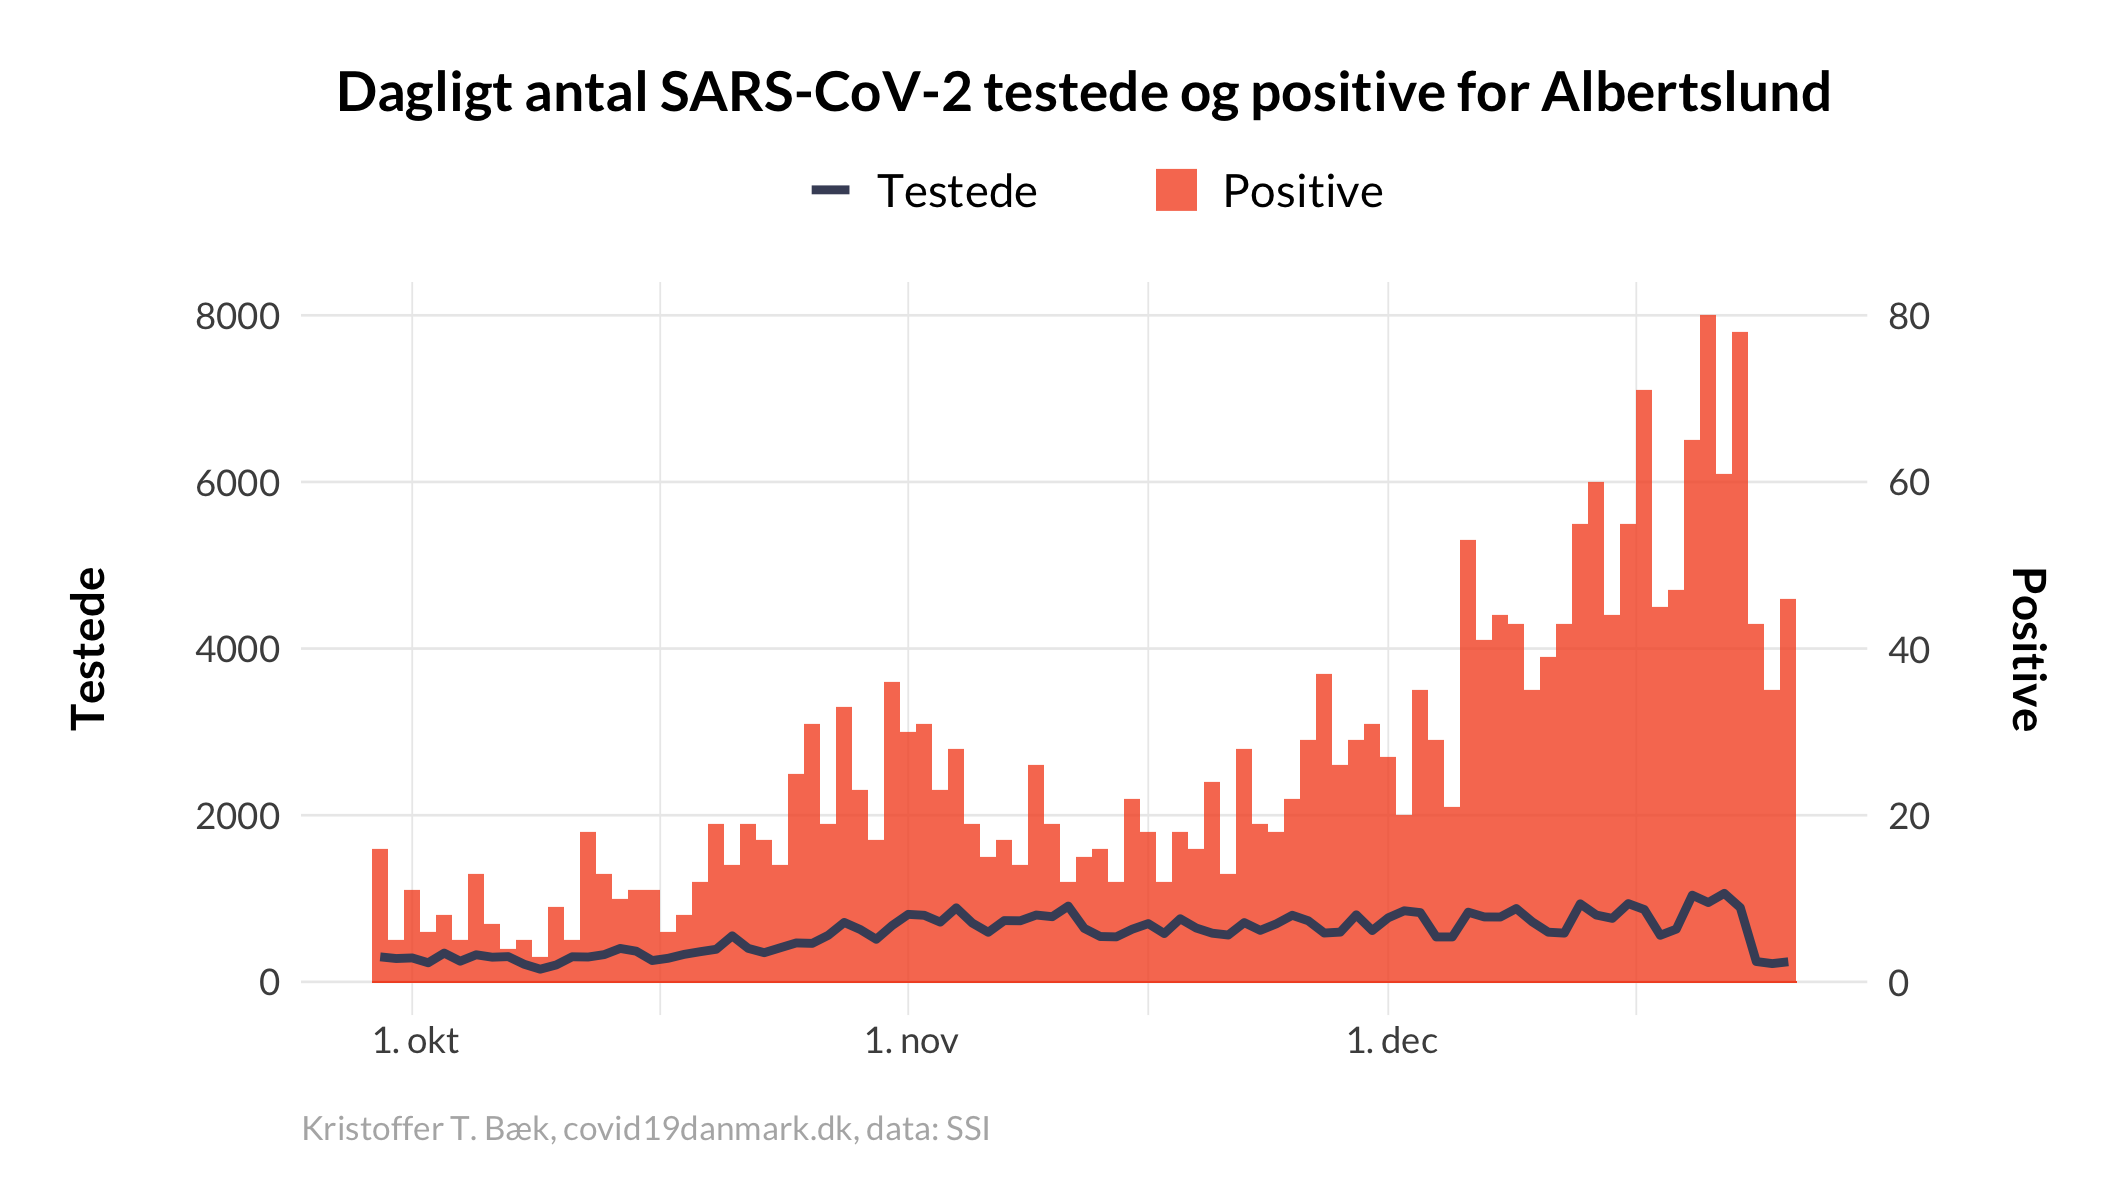 Dagligt antal SARS-CoV-2 testede og positive for Albertslund
Testede
Positive
8000
6000
4000
2000
0
80
60
40
20
0
Testede
Positive
1. okt
1. nov
1. dec
Kristoffer T. Bæk, covid19danmark.dk, data: SSI